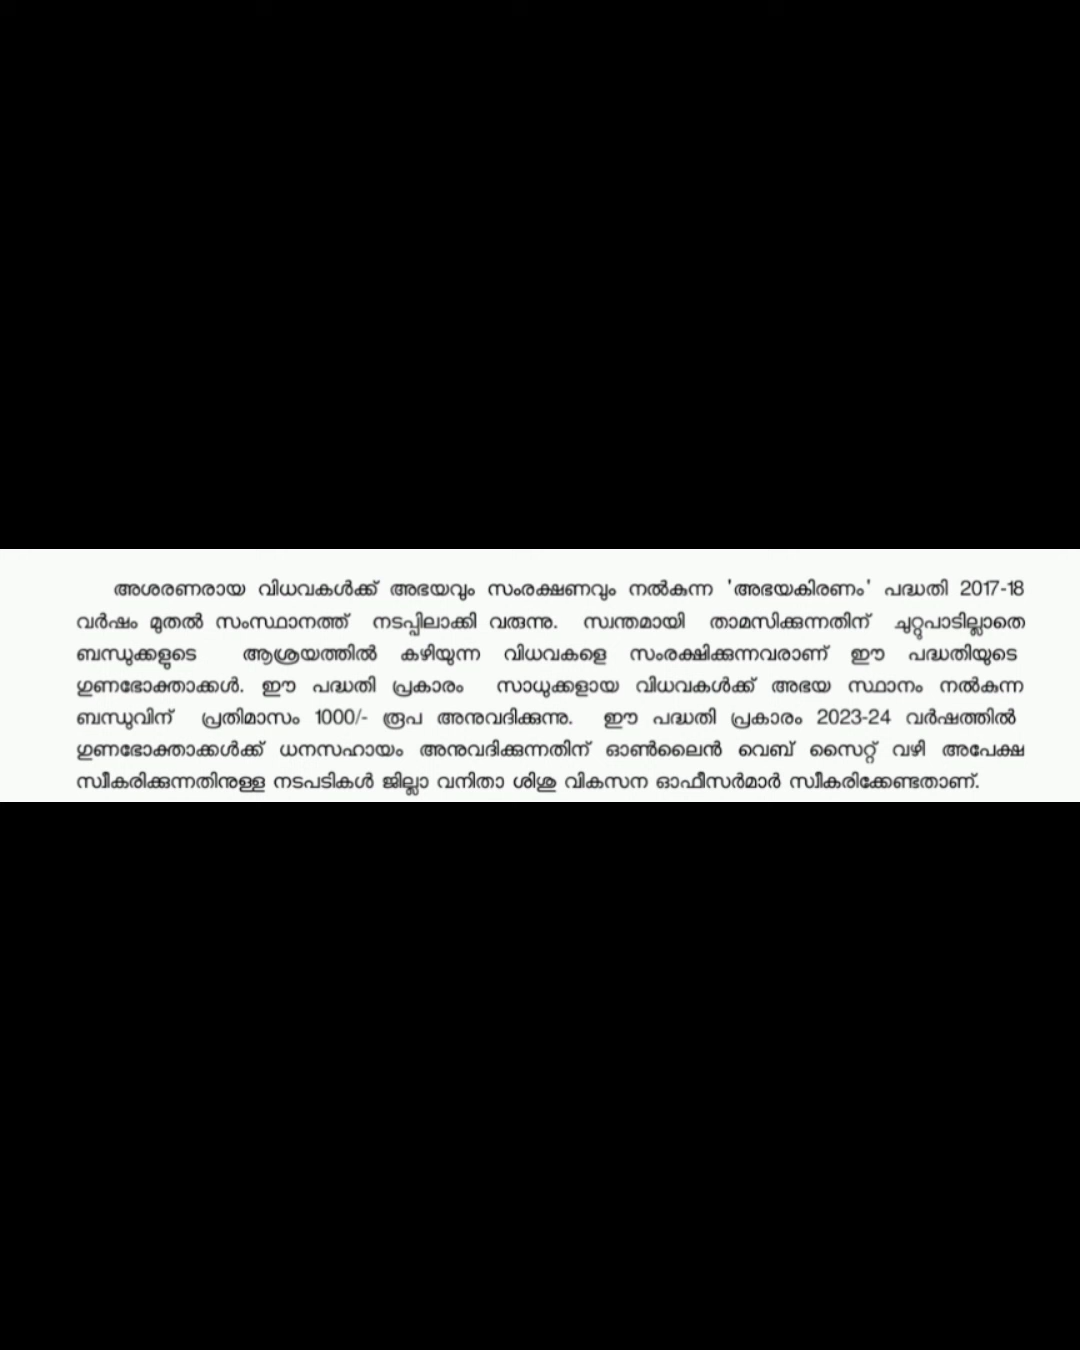 അശരണരായ വിധവകൾക്ക് അഭയവും സംരക്ഷണവും നൽകുന്ന 'അഭയകിരണം' പദ്ധതി 2017-18
വർഷം മുതൽ സംസ്ഥാനത്ത് നടപ്പിലാക്കി വരുന്നു. സ്വന്തമായി താമസിക്കുന്നതിന് ചുറ്റുപാടില്ലാതെ
ബന്ധുക്കളുടെ ആശ്രയത്തിൽ കഴിയുന്ന വിധവകളെ സംരക്ഷിക്കുന്നവരാണ് ഈ പദ്ധതിയുടെ
ഗുണഭോക്താക്കൾ. ഈ പദ്ധതി പ്രകാരം സാധുക്കളായ വിധവകൾക്ക് അഭയ സ്ഥാനം നൽകുന്ന
ബന്ധുവിന് പ്രതിമാസം 1000/- രൂപ അനുവദിക്കുന്നു. ഈ പദ്ധതി പ്രകാരം 2023-24 വർഷത്തിൽ
ഗുണഭോക്താക്കൾക്ക് ധനസഹായം അനുവദിക്കുന്നതിന് ഓൺലൈൻ വെബ് സൈറ്റ് വഴി അപേക്ഷ
സ്വീകരിക്കുന്നതിനുള്ള നടപടികൾ ജില്ലാ വനിതാ ശിശു വികസന ഓഫീസർമാർ സ്വീകരിക്കേണ്ടതാണ്.